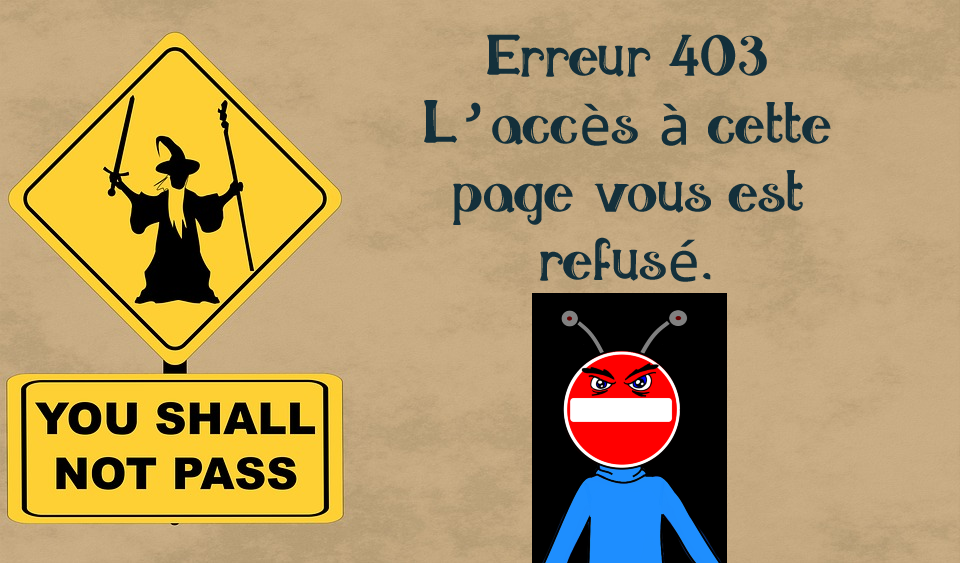 Erreur 403
L'accès à cette
page vous est
refusé.
YOU SHALL
NOT PASS